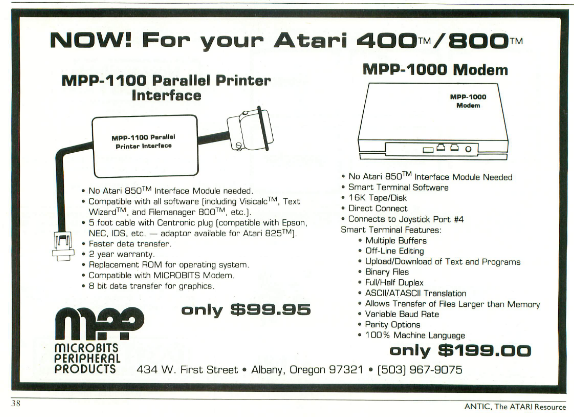 NOW! For your Atari 400™/800™
MPP-1100 Parallel Printer
Interface
MPP-1100 Parallel
Printer Interface
• No Atari 850™ Interface Module needed.
• Compatible with all software (including Visicalc™, Text
Wizard™, and Filemanager 800™, etc.).
• 5 foot cable with Centronic plug (compatible with Epson,
NEC, IDS, etc. — adaptor available for Atari 825™)
• Faster data transfer.
• 2 year warranty.
• Replacement ROM for operating system.
• Compatible with MICROBITS Modem.
• 8 bit data transfer for graphics.
only $99.95
MPP-1000 Modem
MPP-1000
Modem
• No Atari 850™ Interface Module Needed
• Smart Terminal Software
• 16K Tape/Disk
• Direct Connect
• Connects to Joystick Port #4
Smart Terminal Features:
• Multiple Buffers
• Off-Line Editing
• Upload/Download of Text and Programs
• Binary Files
• Full/Half Duplex
• ASCII/ATASCII Translation
• Allows Transfer of Files Larger than Memory
• Variable Baud Rate
• Parity Options
• 100% Machine Language
only $199.00
mpp
MICROBITS
PERIPHERAL
PRODUCTS
434 W. First Street • Albany, Oregon 97321 • (503) 967-9075
38
ANTIC, The ATARI Resource